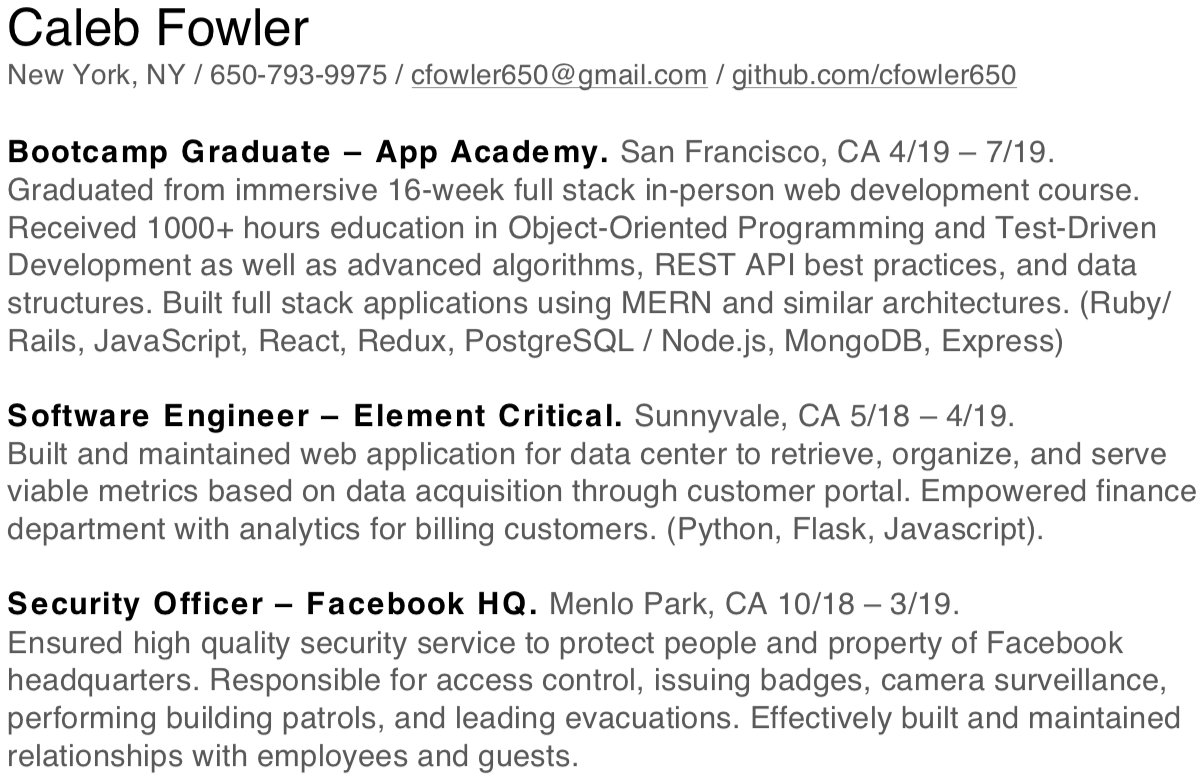 Caleb Fowler
New York, NY / 650-793-9975 / cfowler650@gmail.com / github.com/cfowler650
Bootcamp Graduate – App Academy. San Francisco, CA 4/19 – 7/19.
Graduated from immersive 16-week full stack in-person web development course.
Received 1000+ hours education in Object-Oriented Programming and Test-Driven
Development as well as advanced algorithms, REST API best practices, and data
structures. Built full stack applications using MERN and similar architectures. (Ruby/
Rails, JavaScript, React, Redux, PostgreSQL / Node.js, MongoDB, Express)
Software Engineer – Element Critical. Sunnyvale, CA 5/18 – 4/19.
Built and maintained web application for data center to retrieve, organize, and serve
viable metrics based on data acquisition through customer portal. Empowered finance
department with analytics for billing customers. (Python, Flask, Javascript).
Security Officer – Facebook HQ. Menlo Park, CA 10/18 – 3/19.
Ensured high quality security service to protect people and property of Facebook
headquarters. Responsible for access control, issuing badges, camera surveillance,
performing building patrols, and leading evacuations. Effectively built and maintained
relationships with employees and guests.